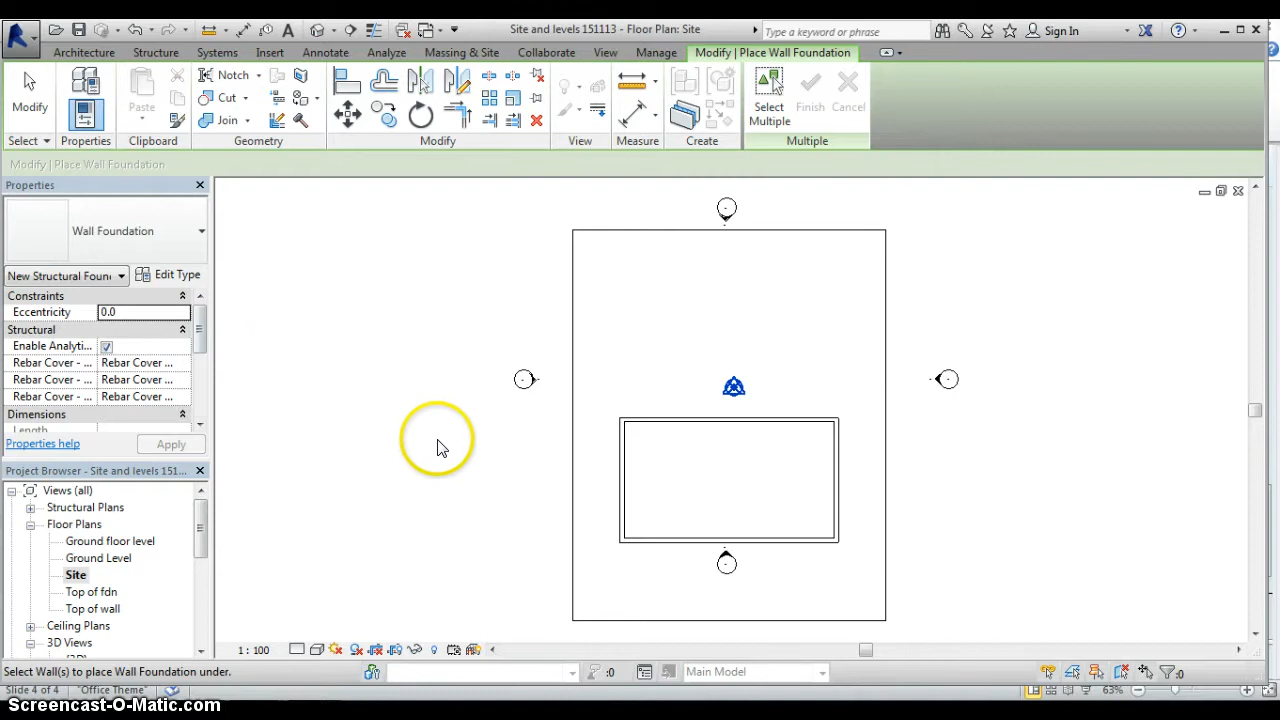 Site and levels 151113 - Floor Plan: Site
Type a keyword or phrase
Sign In
Architecture Structure Systems Insert Annotate Analyze Massing & Site Collaborate View Manage Modify | Place Wall Foundation
Modify
Paste
Notch
Cut
Join
Select Multiple
Finish
Cancel
Select Properties Clipboard Geometry Modify View Measure Create Multiple
Modify | Place Wall Foundation
Properties
Wall Foundation
New Structural Foun
Edit Type
Constraints
Eccentricity 0.0
Structural
Enable Analyti...
Rebar Cover - ... Rebar Cover ...
Rebar Cover - ... Rebar Cover ...
Rebar Cover - ... Rebar Cover ...
Dimensions
Length
Properties help
Apply
Project Browser - Site and levels 151...
Views (all)
Structural Plans
Floor Plans
Ground floor level
Ground Level
Site
Top of fdn
Top of wall
Ceiling Plans
3D Views
1 : 100
Select Wall(s) to place Wall Foundation under.
:0
Main Model
:0
Slide 4 of 4
"Office Theme"
63%
Screencast-O-Matic.com